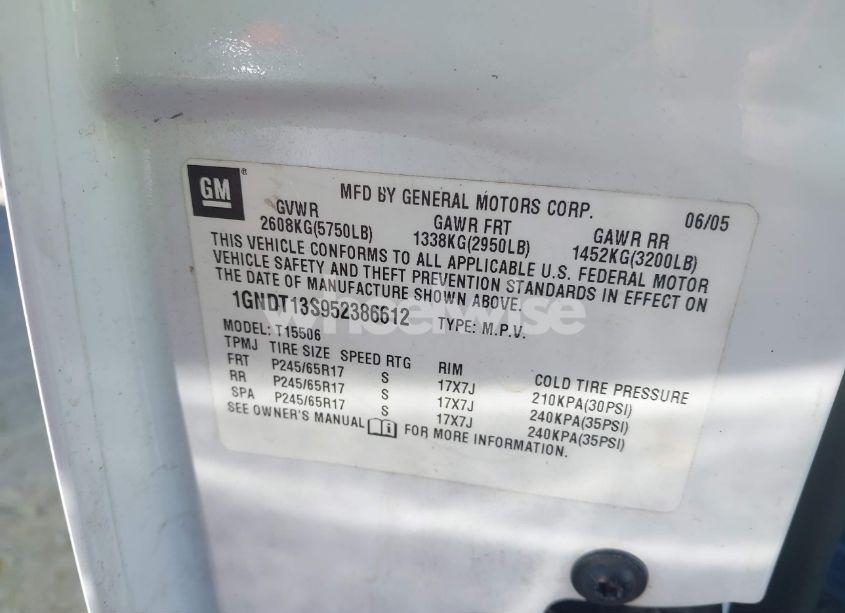 GM®
MFD BY GENERAL MOTORS CORP. 06/05
GVWR GAWR FRT GAWR RR
2608KG(5750LB) 1338KG(2950LB) 1452KG(3200LB)
THIS VEHICLE CONFORMS TO ALL APPLICABLE U.S. FEDERAL MOTOR
VEHICLE SAFETY AND THEFT PREVENTION STANDARDS IN EFFECT ON
THE DATE OF MANUFACTURE SHOWN ABOVE.
1GNDT13S952386612 TYPE: M.P.V.
MODEL: T15506
TPMJ TIRE SIZE SPEED RTG RIM COLD TIRE PRESSURE
FRT P245/65R17 S 17X7J 210KPA(30PSI)
RR P245/65R17 S 17X7J 240KPA(35PSI)
SPA P245/65R17 S 17X7J 240KPA(35PSI)
SEE OWNER'S MANUAL FOR MORE INFORMATION.
wheelwise